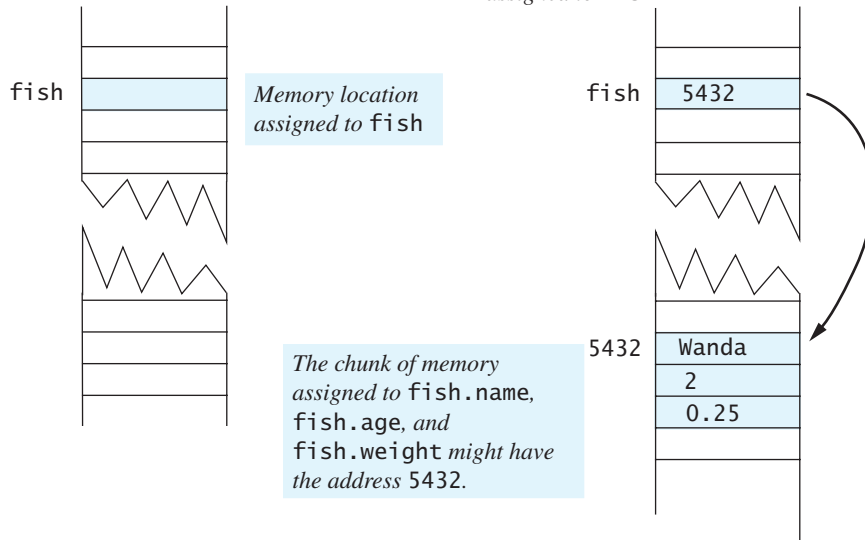 fish
Memory location
assigned to fish
fish
5432
5432
Wanda
2
0.25
The chunk of memory
assigned to fish.name,
fish.age, and
fish.weight might have
the address 5432.